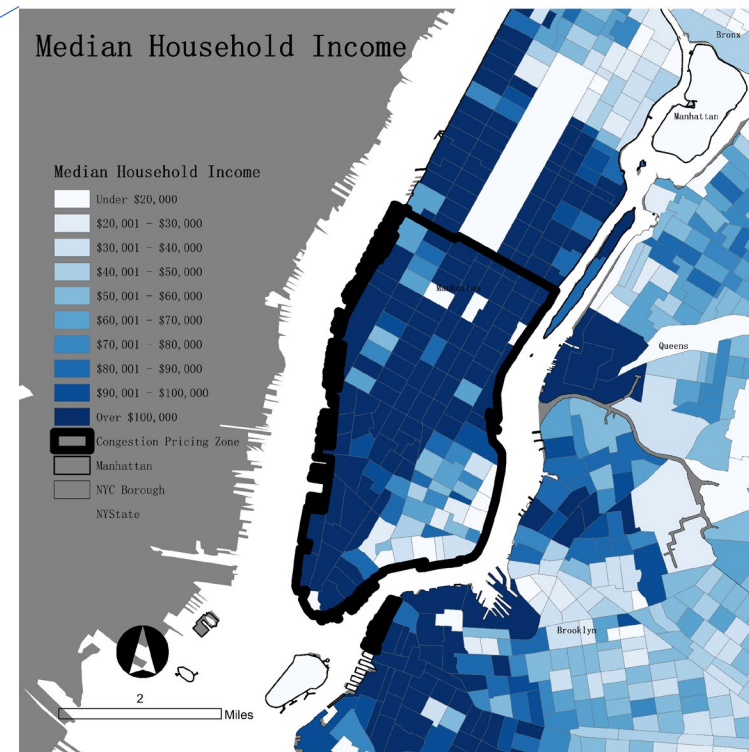 Median Household Income
Bronx
Manhattan
Median Household Income
Under $20,000
$20,001 - $30,000
$30,001 - $40,000
$40,001 - $50,000
$50,001 - $60,000
$60,001 - $70,000
$70,001 - $80,000
$80,001 - $90,000
$90,001 - $100,000
Over $100,000
Congestion Pricing Zone
Manhattan
NYC Borough
NYState
Manhattan
Queens
Brooklyn
2
Miles